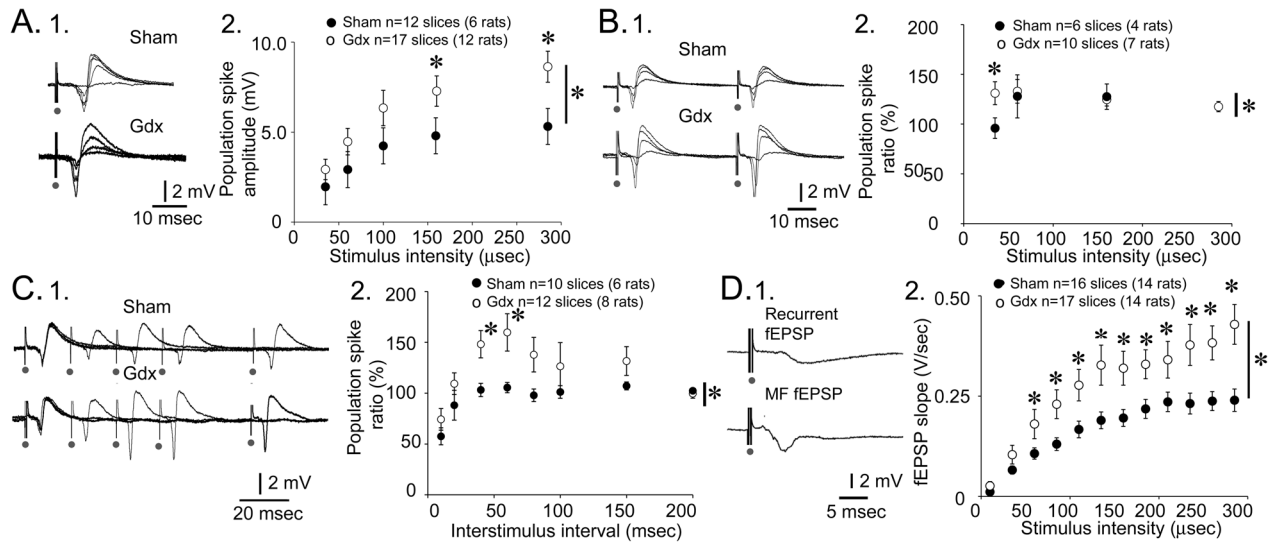 A. 1.
Sham
Gdx
2 mV
10 msec
2.
Sham n=12 slices (6 rats)
Gdx n=17 slices (12 rats)
Population spike
amplitude (mV)
10.0
5.0
0
* * *
0 50 100 150 200 250 300
Stimulus intensity (μsec)
B. 1.
Sham
Gdx
2 mV
10 msec
2.
Sham n=6 slices (4 rats)
Gdx n=10 slices (7 rats)
Population spike
ratio (%)
200
150
100
5050
0
* *
0 50 100 150 200 250 300
Stimulus intensity (μsec)
C. 1.
Sham
Gdx
2 mV
20 msec
2.
Sham n=10 slices (6 rats)
Gdx n=12 slices (8 rats)
Population spike
ratio (%)
200
150
100
50
0
* * *
0 50 100 150 200
Interstimulus interval (msec)
D. 1.
Recurrent
fEPSP
MF fEPSP
2 mV
5 msec
2.
Sham n=16 slices (14 rats)
Gdx n=17 slices (14 rats)
fEPSP slope (V/sec)
0.50
0.25
0
* * * * * * * * * *
0 50 100 150 200 250 300
Stimulus intensity (μsec)